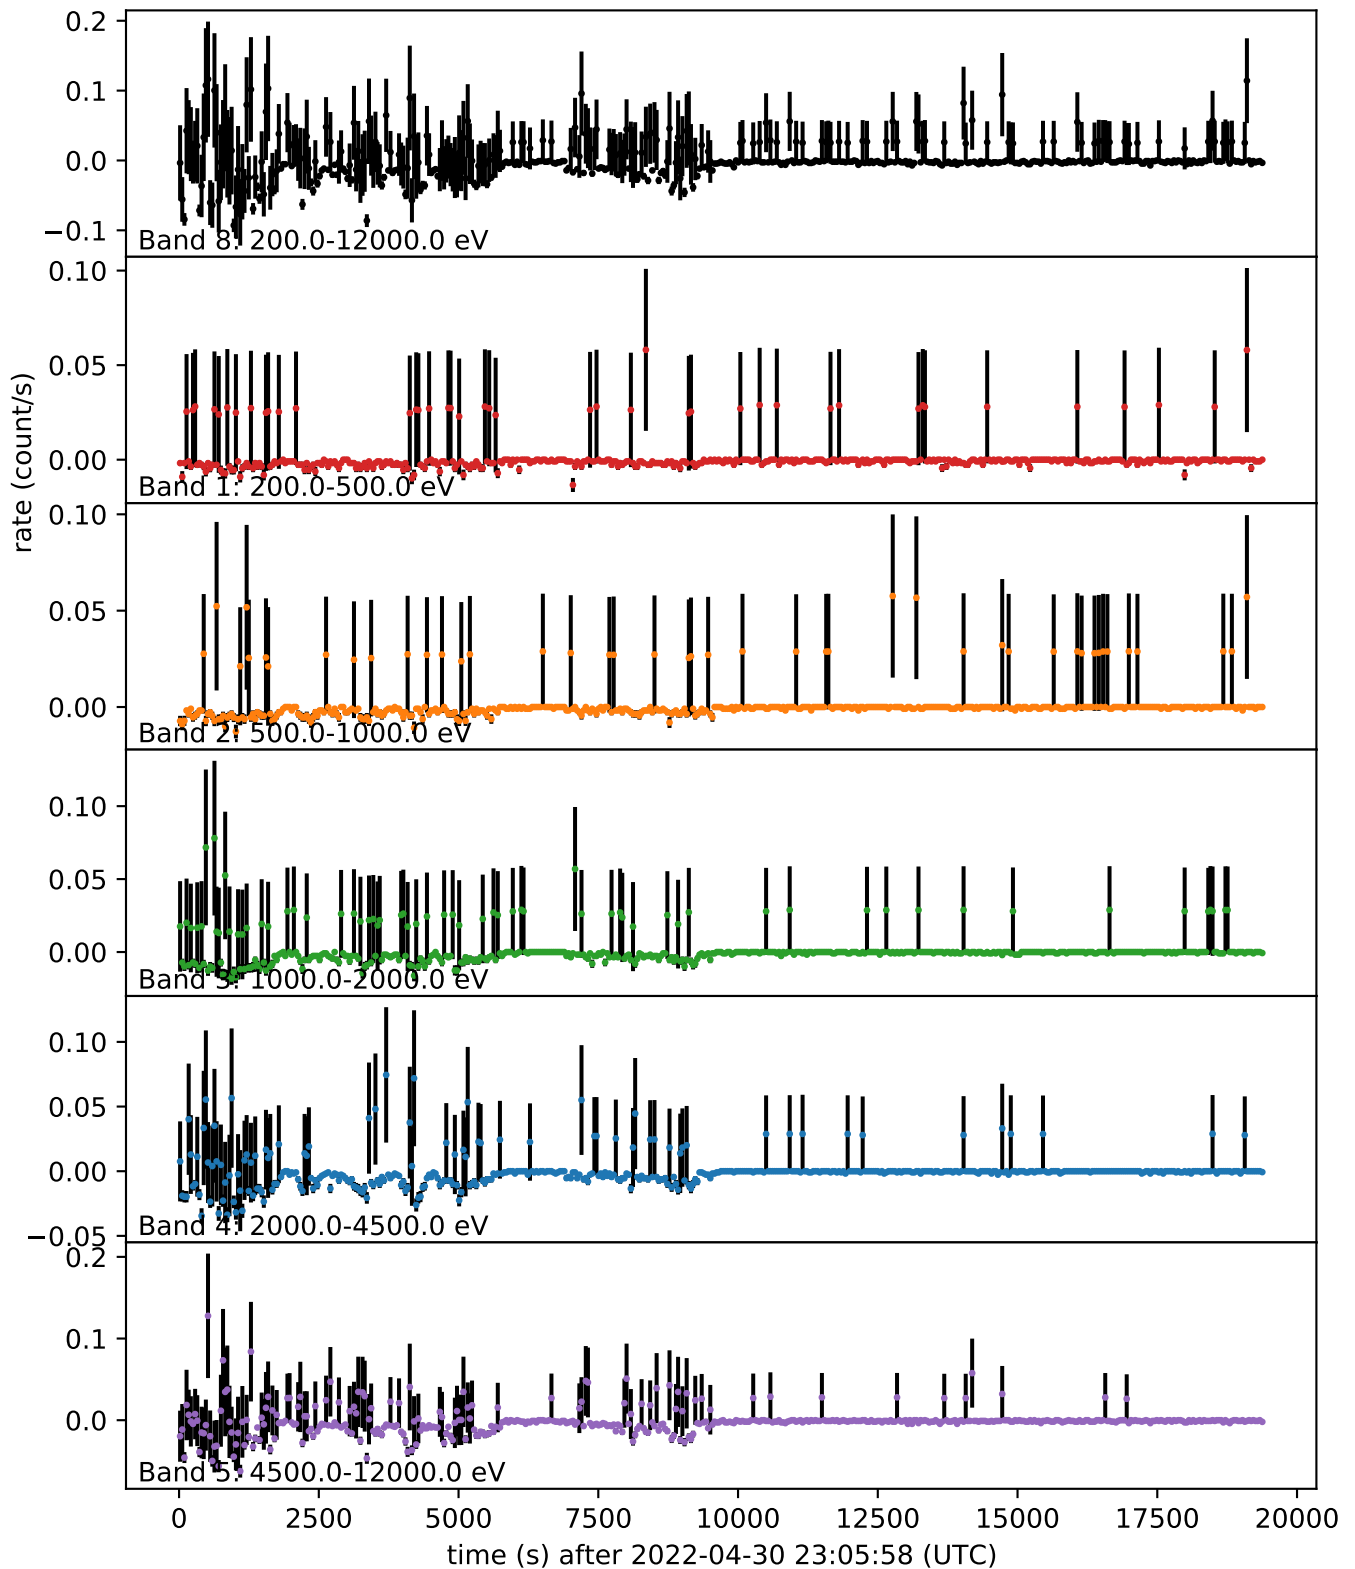 0.2
0.1
0.0
−0.1
Band 8: 200.0-12000.0 eV
0.10
0.05
0.00
Band 1: 200.0-500.0 eV
rate (count/s)
0.10
0.05
0.00
Band 2: 500.0-1000.0 eV
0.10
0.05
0.00
Band 3: 1000.0-2000.0 eV
0.10
0.05
0.00
−0.05
Band 4: 2000.0-4500.0 eV
0.2
0.1
0.0
Band 5: 4500.0-12000.0 eV
0 2500 5000 7500 10000 12500 15000 17500 20000
time (s) after 2022-04-30 23:05:58 (UTC)